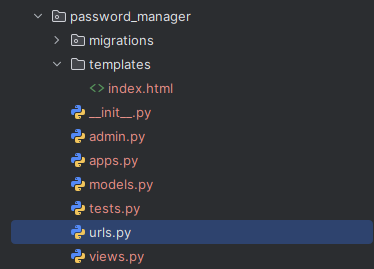 password_manager
migrations
templates
<> index.html
__init__.py
admin.py
apps.py
models.py
tests.py
urls.py
views.py